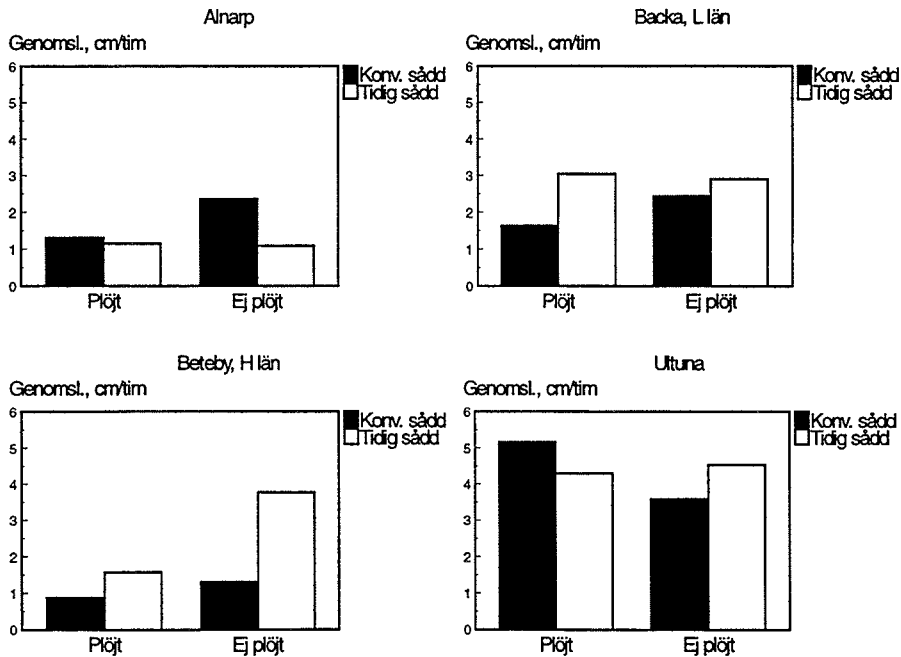 Alnarp
Genomsl., cm/tim
Konv. sådd
Tidig sådd
6
5
4
3
2
1
0
Plöjt
Ej plöjt
Backa, L län
Genomsl., cm/tim
Konv. sådd
Tidig sådd
6
5
4
3
2
1
0
Plöjt
Ej plöjt
Beteby, H län
Genomsl., cm/tim
Konv. sådd
Tidig sådd
6
5
4
3
2
1
0
Plöjt
Ej plöjt
Ultuna
Genomsl., cm/tim
Konv. sådd
Tidig sådd
6
5
4
3
2
1
0
Plöjt
Ej plöjt